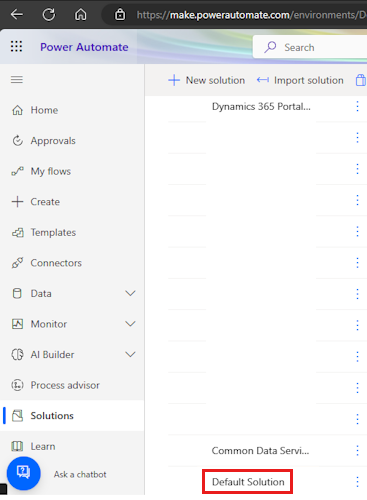 https://make.powerautomate.com/environments/D
Power Automate
Search
New solution
Import solution
Home
Approvals
My flows
Create
Templates
Connectors
Data
Monitor
AI Builder
Process advisor
Solutions
Learn
Ask a chatbot
Dynamics 365 Portal...
Common Data Servi...
Default Solution